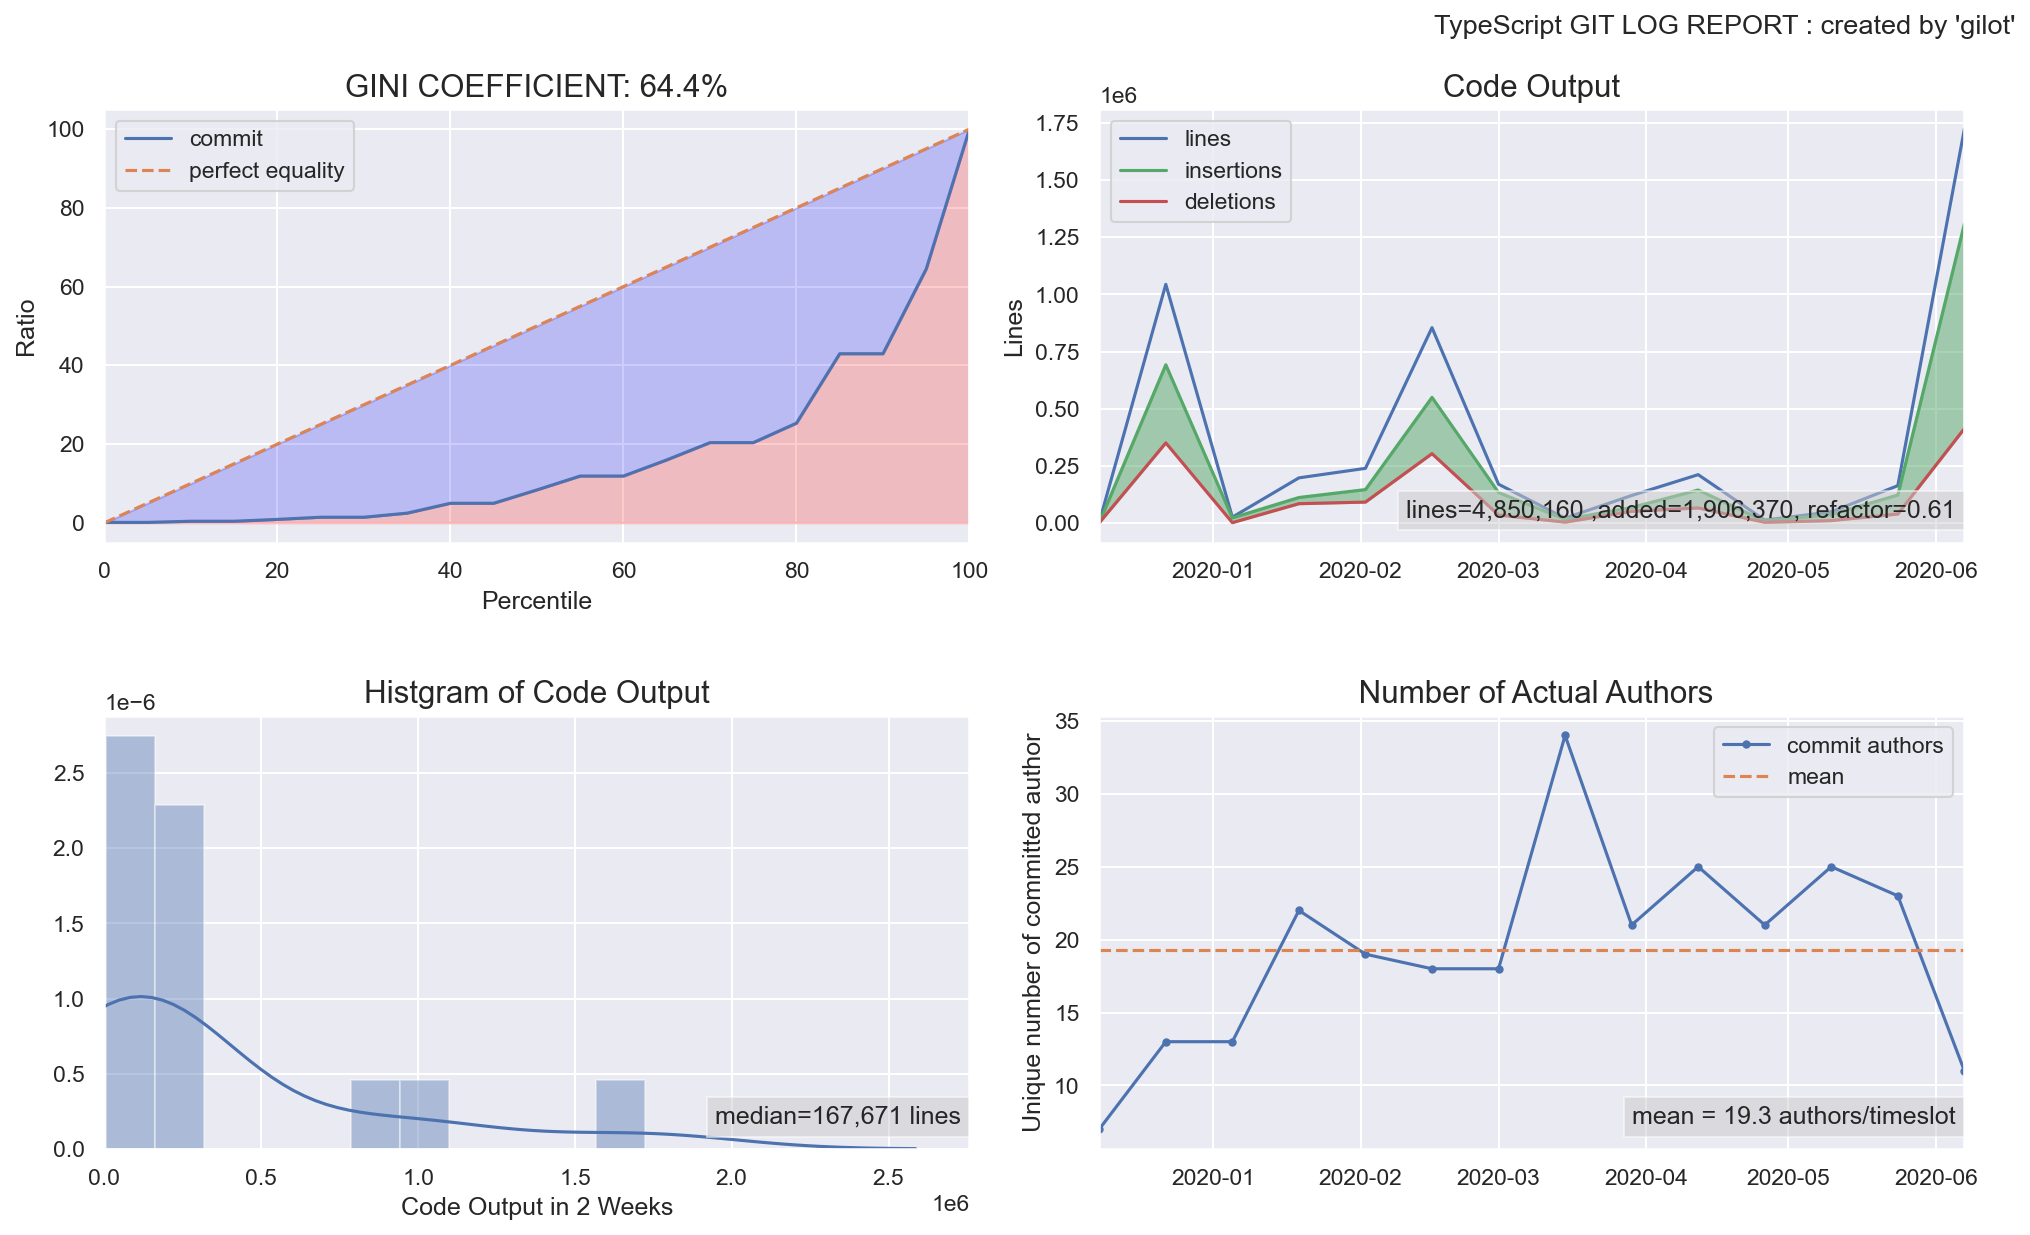 TypeScript GIT LOG REPORT : created by 'gilot'
GINI COEFFICIENT: 64.4%
commit
perfect equality
100
80
60
40
20
0
Ratio
0 20 40 60 80 100
Percentile
Code Output
1e6
lines
insertions
deletions
1.75
1.50
1.25
1.00
0.75
0.50
0.25
0.00
Lines
lines=4,850,160 ,added=1,906,370, refactor=0.61
2020-01 2020-02 2020-03 2020-04 2020-05 2020-06
Histgram of Code Output
1e−6
2.5
2.0
1.5
1.0
0.5
0.0
median=167,671 lines
0.0 0.5 1.0 1.5 2.0 2.5
Code Output in 2 Weeks
1e6
Number of Actual Authors
commit authors
mean
35
30
25
20
15
10
Unique number of committed author
mean = 19.3 authors/timeslot
2020-01 2020-02 2020-03 2020-04 2020-05 2020-06